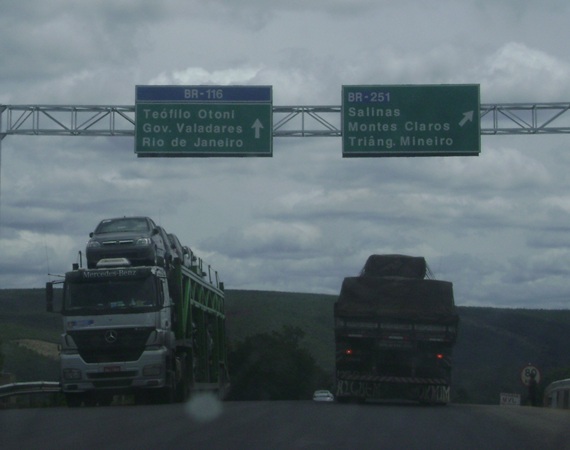 BR-116
Teófilo Otoni
Gov. Valadares
Rio de Janeiro
BR-251
Salinas
Montes Claros
Triâng. Mineiro
Mercedes-Benz